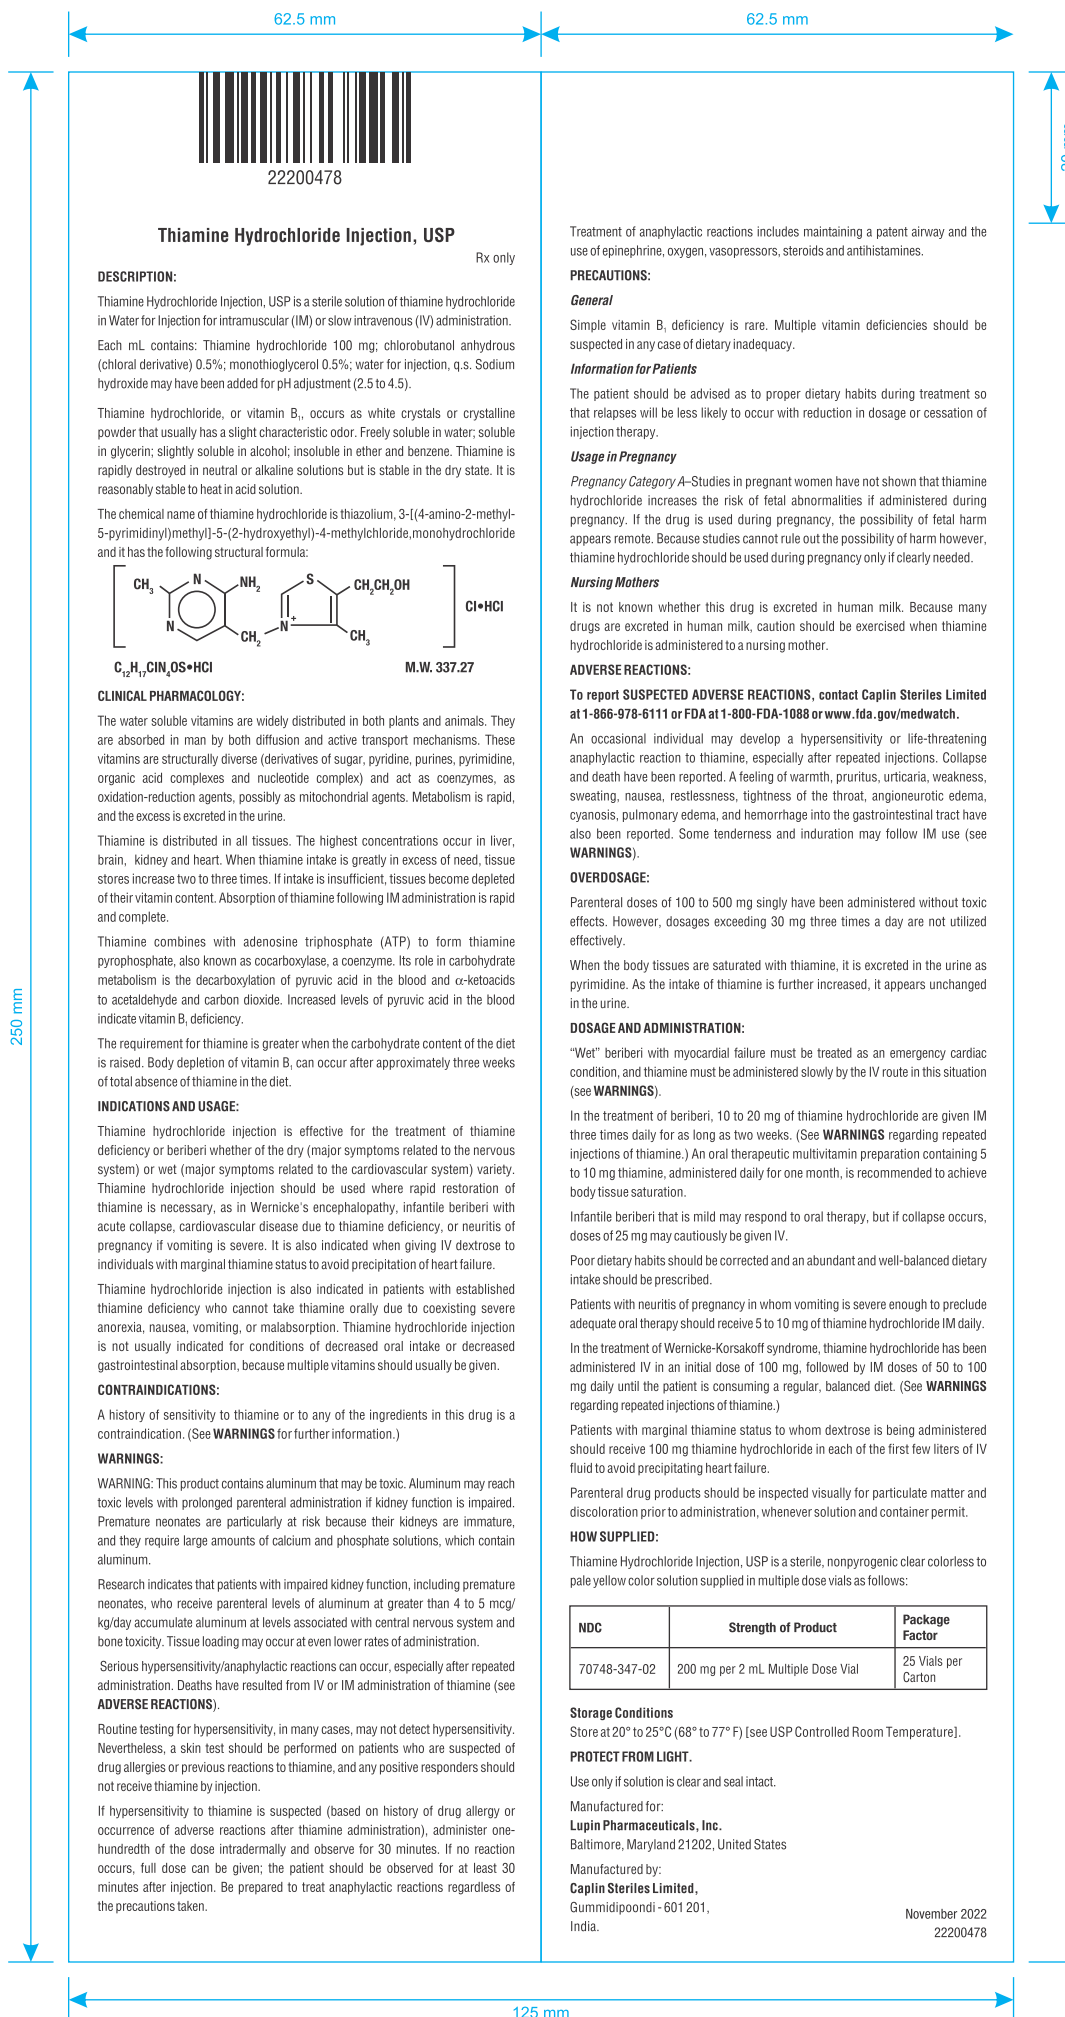 62.5 mm
62.5 mm
22200478
Thiamine Hydrochloride Injection, USP
Rx only
DESCRIPTION:
Thiamine Hydrochloride Injection, USP is a sterile solution of thiamine hydrochloride
in Water for Injection for intramuscular (IM) or slow intravenous (IV) administration.
Each mL contains: Thiamine hydrochloride 100 mg; chlorobutanol anhydrous
(chloral derivative) 0.5%; monothioglycerol 0.5%; water for injection, q.s. Sodium
hydroxide may have been added for pH adjustment (2.5 to 4.5).
Thiamine hydrochloride, or vitamin B₁, occurs as white crystals or crystalline
powder that usually has a slight characteristic odor. Freely soluble in water; soluble
in glycerin; slightly soluble in alcohol; insoluble in ether and benzene. Thiamine is
rapidly destroyed in neutral or alkaline solutions but is stable in the dry state. It is
reasonably stable to heat in acid solution.
The chemical name of thiamine hydrochloride is thiazolium, 3-[(4-amino-2-methyl-
5-pyrimidinyl)methyl]-5-(2-hydroxyethyl)-4-methylchloride,monohydrochloride
and it has the following structural formula:
CH₃
N
NH₂
S
CH₂CH₂OH
Cl•HCl
N
CH₂
N+
CH₃
C₁₂H₁₇ClN₄OS•HCl
M.W. 337.27
CLINICAL PHARMACOLOGY:
The water soluble vitamins are widely distributed in both plants and animals. They
are absorbed in man by both diffusion and active transport mechanisms. These
vitamins are structurally diverse (derivatives of sugar, pyridine, purines, pyrimidine,
organic acid complexes and nucleotide complex) and act as coenzymes, as
oxidation-reduction agents, possibly as mitochondrial agents. Metabolism is rapid,
and the excess is excreted in the urine.
Thiamine is distributed in all tissues. The highest concentrations occur in liver,
brain, kidney and heart. When thiamine intake is greatly in excess of need, tissue
stores increase two to three times. If intake is insufficient, tissues become depleted
of their vitamin content. Absorption of thiamine following IM administration is rapid
and complete.
Thiamine combines with adenosine triphosphate (ATP) to form thiamine
pyrophosphate, also known as cocarboxylase, a coenzyme. Its role in carbohydrate
metabolism is the decarboxylation of pyruvic acid in the blood and α-ketoacids
to acetaldehyde and carbon dioxide. Increased levels of pyruvic acid in the blood
indicate vitamin B₁ deficiency.
The requirement for thiamine is greater when the carbohydrate content of the diet
is raised. Body depletion of vitamin B₁ can occur after approximately three weeks
of total absence of thiamine in the diet.
INDICATIONS AND USAGE:
Thiamine hydrochloride injection is effective for the treatment of thiamine
deficiency or beriberi whether of the dry (major symptoms related to the nervous
system) or wet (major symptoms related to the cardiovascular system) variety.
Thiamine hydrochloride injection should be used where rapid restoration of
thiamine is necessary, as in Wernicke's encephalopathy, infantile beriberi with
acute collapse, cardiovascular disease due to thiamine deficiency, or neuritis of
pregnancy if vomiting is severe. It is also indicated when giving IV dextrose to
individuals with marginal thiamine status to avoid precipitation of heart failure.
Thiamine hydrochloride injection is also indicated in patients with established
thiamine deficiency who cannot take thiamine orally due to coexisting severe
anorexia, nausea, vomiting, or malabsorption. Thiamine hydrochloride injection
is not usually indicated for conditions of decreased oral intake or decreased
gastrointestinal absorption, because multiple vitamins should usually be given.
CONTRAINDICATIONS:
A history of sensitivity to thiamine or to any of the ingredients in this drug is a
contraindication. (See WARNINGS for further information.)
WARNINGS:
WARNING: This product contains aluminum that may be toxic. Aluminum may reach
toxic levels with prolonged parenteral administration if kidney function is impaired.
Premature neonates are particularly at risk because their kidneys are immature,
and they require large amounts of calcium and phosphate solutions, which contain
aluminum.
Research indicates that patients with impaired kidney function, including premature
neonates, who receive parenteral levels of aluminum at greater than 4 to 5 mcg/
kg/day accumulate aluminum at levels associated with central nervous system and
bone toxicity. Tissue loading may occur at even lower rates of administration.
Serious hypersensitivity/anaphylactic reactions can occur, especially after repeated
administration. Deaths have resulted from IV or IM administration of thiamine (see
ADVERSE REACTIONS).
Routine testing for hypersensitivity, in many cases, may not detect hypersensitivity.
Nevertheless, a skin test should be performed on patients who are suspected of
drug allergies or previous reactions to thiamine, and any positive responders should
not receive thiamine by injection.
If hypersensitivity to thiamine is suspected (based on history of drug allergy or
occurrence of adverse reactions after thiamine administration), administer one-
hundredth of the dose intradermally and observe for 30 minutes. If no reaction
occurs, full dose can be given; the patient should be observed for at least 30
minutes after injection. Be prepared to treat anaphylactic reactions regardless of
the precautions taken.
Treatment of anaphylactic reactions includes maintaining a patent airway and the
use of epinephrine, oxygen, vasopressors, steroids and antihistamines.
PRECAUTIONS:
General
Simple vitamin B₁ deficiency is rare. Multiple vitamin deficiencies should be
suspected in any case of dietary inadequacy.
Information for Patients
The patient should be advised as to proper dietary habits during treatment so
that relapses will be less likely to occur with reduction in dosage or cessation of
injection therapy.
Usage in Pregnancy
Pregnancy Category A–Studies in pregnant women have not shown that thiamine
hydrochloride increases the risk of fetal abnormalities if administered during
pregnancy. If the drug is used during pregnancy, the possibility of fetal harm
appears remote. Because studies cannot rule out the possibility of harm however,
thiamine hydrochloride should be used during pregnancy only if clearly needed.
Nursing Mothers
It is not known whether this drug is excreted in human milk. Because many
drugs are excreted in human milk, caution should be exercised when thiamine
hydrochloride is administered to a nursing mother.
ADVERSE REACTIONS:
To report SUSPECTED ADVERSE REACTIONS, contact Caplin Steriles Limited
at 1-866-978-6111 or FDA at 1-800-FDA-1088 or www.fda.gov/medwatch.
An occasional individual may develop a hypersensitivity or life-threatening
anaphylactic reaction to thiamine, especially after repeated injections. Collapse
and death have been reported. A feeling of warmth, pruritus, urticaria, weakness,
sweating, nausea, restlessness, tightness of the throat, angioneurotic edema,
cyanosis, pulmonary edema, and hemorrhage into the gastrointestinal tract have
also been reported. Some tenderness and induration may follow IM use (see
WARNINGS).
OVERDOSAGE:
Parenteral doses of 100 to 500 mg singly have been administered without toxic
effects. However, dosages exceeding 30 mg three times a day are not utilized
effectively.
When the body tissues are saturated with thiamine, it is excreted in the urine as
pyrimidine. As the intake of thiamine is further increased, it appears unchanged
in the urine.
DOSAGE AND ADMINISTRATION:
“Wet” beriberi with myocardial failure must be treated as an emergency cardiac
condition, and thiamine must be administered slowly by the IV route in this situation
(see WARNINGS).
In the treatment of beriberi, 10 to 20 mg of thiamine hydrochloride are given IM
three times daily for as long as two weeks. (See WARNINGS regarding repeated
injections of thiamine.) An oral therapeutic multivitamin preparation containing 5
to 10 mg thiamine, administered daily for one month, is recommended to achieve
body tissue saturation.
Infantile beriberi that is mild may respond to oral therapy, but if collapse occurs,
doses of 25 mg may cautiously be given IV.
Poor dietary habits should be corrected and an abundant and well-balanced dietary
intake should be prescribed.
Patients with neuritis of pregnancy in whom vomiting is severe enough to preclude
adequate oral therapy should receive 5 to 10 mg of thiamine hydrochloride IM daily.
In the treatment of Wernicke-Korsakoff syndrome, thiamine hydrochloride has been
administered IV in an initial dose of 100 mg, followed by IM doses of 50 to 100
mg daily until the patient is consuming a regular, balanced diet. (See WARNINGS
regarding repeated injections of thiamine.)
Patients with marginal thiamine status to whom dextrose is being administered
should receive 100 mg thiamine hydrochloride in each of the first few liters of IV
fluid to avoid precipitating heart failure.
Parenteral drug products should be inspected visually for particulate matter and
discoloration prior to administration, whenever solution and container permit.
HOW SUPPLIED:
Thiamine Hydrochloride Injection, USP is a sterile, nonpyrogenic clear colorless to
pale yellow color solution supplied in multiple dose vials as follows:
NDC
Strength of Product
Package
Factor
70748-347-02
200 mg per 2 mL Multiple Dose Vial
25 Vials per
Carton
Storage Conditions
Store at 20° to 25°C (68° to 77° F) [see USP Controlled Room Temperature].
PROTECT FROM LIGHT.
Use only if solution is clear and seal intact.
Manufactured for:
Lupin Pharmaceuticals, Inc.
Baltimore, Maryland 21202, United States
Manufactured by:
Caplin Steriles Limited,
Gummidipoondi - 601 201,
India.
November 2022
22200478
250 mm
125 mm